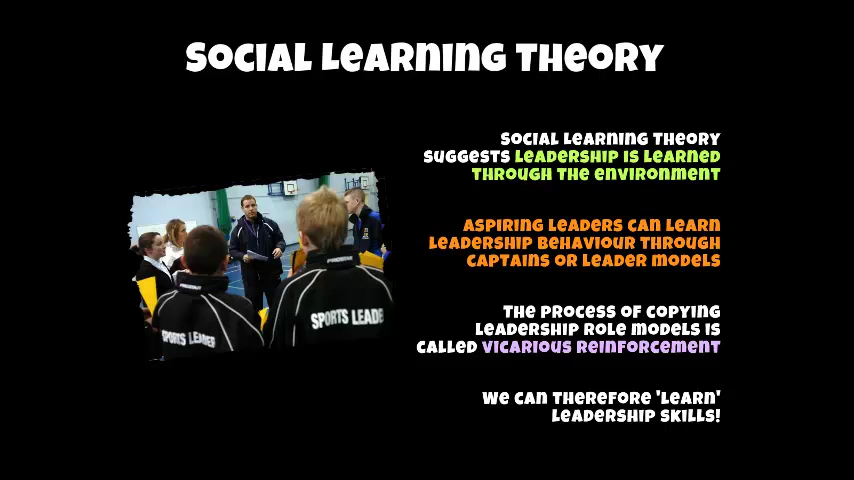 Social Learning Theory
Social Learning Theory
suggests leadership is learned
through the environment
Aspiring leaders can learn
leadership behaviour through
captains or leader models
The process of copying
leadership role models is
called vicarious reinforcement
We can therefore 'learn'
leadership skills!
SPORTS LEADER
SPORTS LEADE